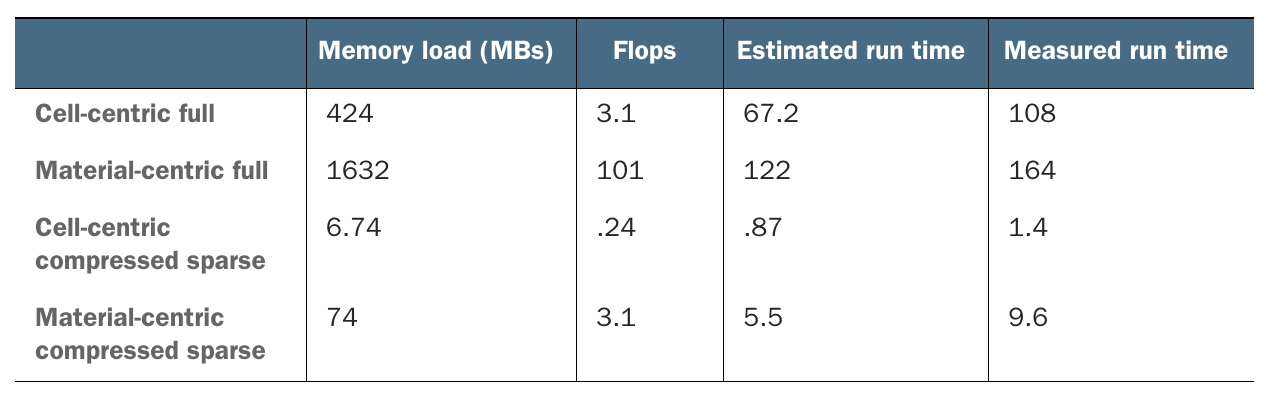 Memory load (MBs) Flops Estimated run time Measured run time
Cell-centric full 424 3.1 67.2 108
Material-centric full 1632 101 122 164
Cell-centric 6.74 .24 .87 1.4
compressed sparse
Material-centric 74 3.1 5.5 9.6
compressed sparse